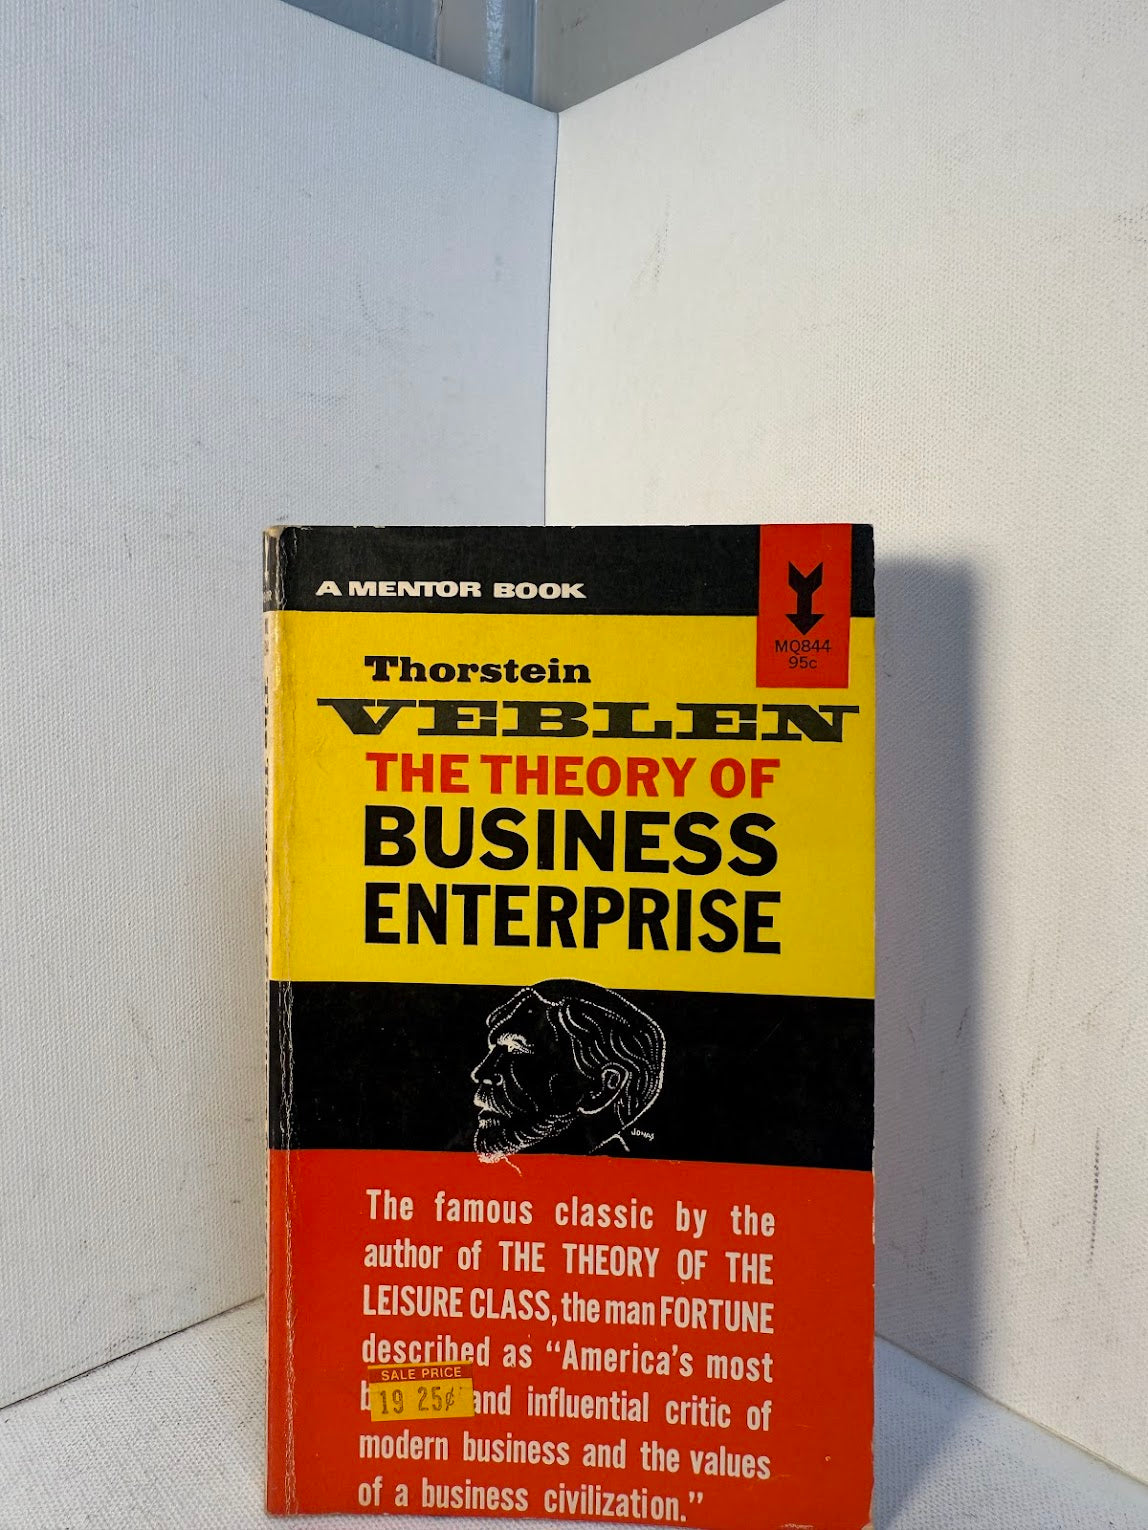 A MENTOR BOOK
MQ844
95c
Thorstein
VEBLEN
THE THEORY OF
BUSINESS
ENTERPRISE
JONAS
The famous classic by the
author of THE THEORY OF THE
LEISURE CLASS, the man FORTUNE
described as “America's most
SALE PRICE
19 25¢
and influential critic of
modern business and the values
of a business civilization.”